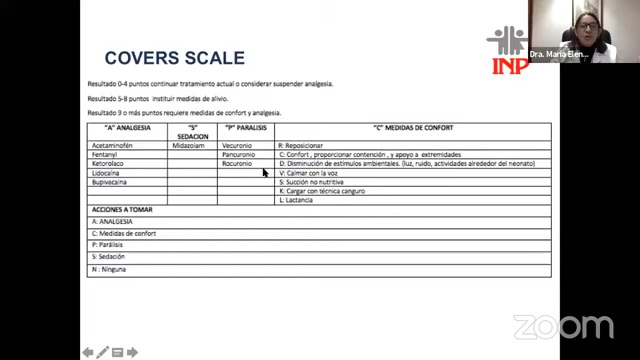 COVERS SCALE
INP
Dra. María Elen...
Resultado 0-4 puntos continuar tratamiento actual o considerar suspender analgesia.
Resultado 5-8 puntos instituir medidas de alivio.
Resultado 9 o más puntos requiere medidas de confort y analgesia.
"A" ANALGESIA "S" SEDACION "P" PARALISIS "C" MEDIDAS DE CONFORT
Acetaminofén Midazolam Vecuronio R: Reposicionar
Fentanyl Pancuronio C: Confort, proporcionar contención , y apoyo a extremidades
Ketorolaco Rocuronio D: Disminución de estímulos ambientales. (luz, ruido, actividades alrededor del neonato)
Lidocaína V: Calmar con la voz
Bupivacaina S: Succión no nutritiva
K: Cargar con técnica canguro
L: Lactancia
ACCIONES A TOMAR
A: ANALGESIA
C: Medidas de confort
P: Parálisis
S: Sedación
N : Ninguna
zoom